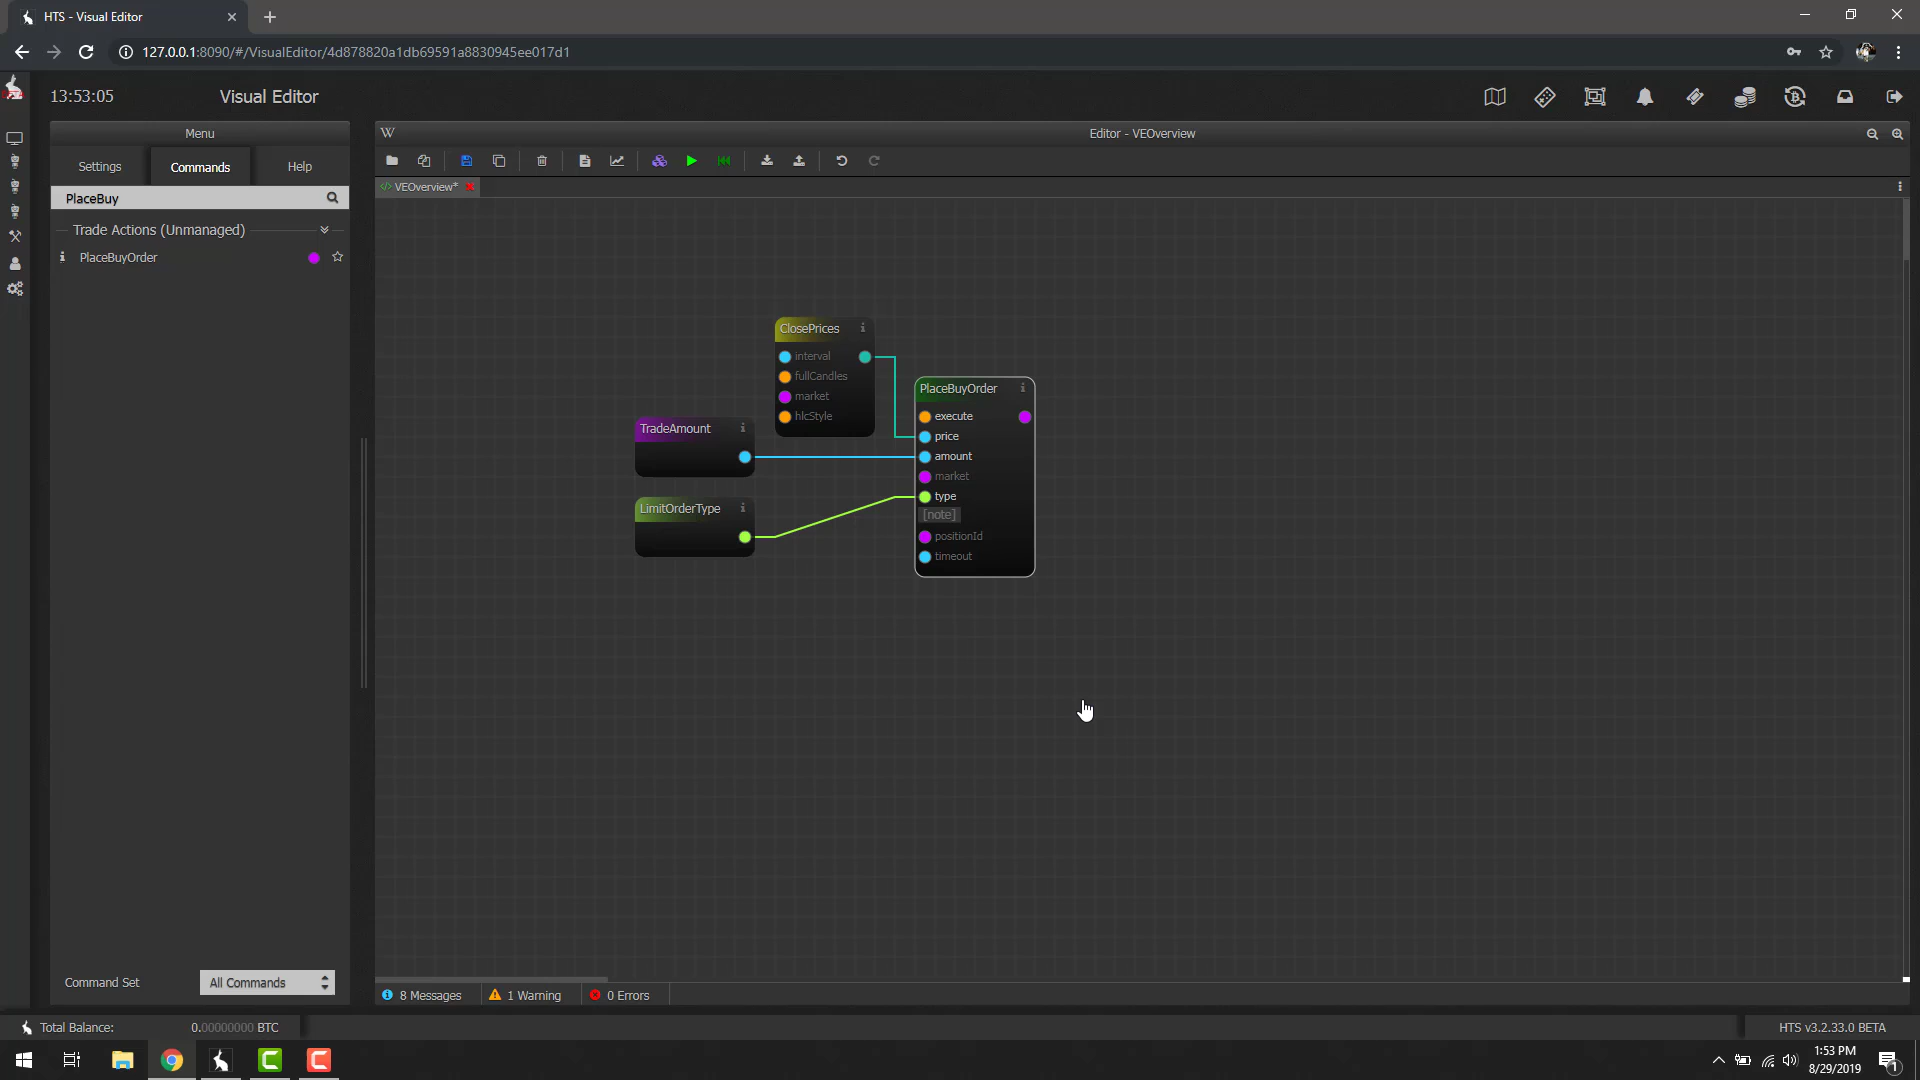 HTS - Visual Editor
127.0.0.1:8090/#/VisualEditor/4d878820a1db69591a8830945ee017d1
13:53:05
Visual Editor
Menu
Editor - VEOverview
Settings
Commands
Help
VEOverview*
PlaceBuy
Trade Actions (Unmanaged)
PlaceBuyOrder
ClosePrices
interval
fullCandles
market
hlcStyle
TradeAmount
LimitOrderType
PlaceBuyOrder
execute
price
amount
market
type
[note]
positionId
timeout
Command Set
All Commands
8 Messages
1 Warning
0 Errors
Total Balance:
0.00000000 BTC
HTS v3.2.33.0 BETA
1:53 PM
8/29/2019
1